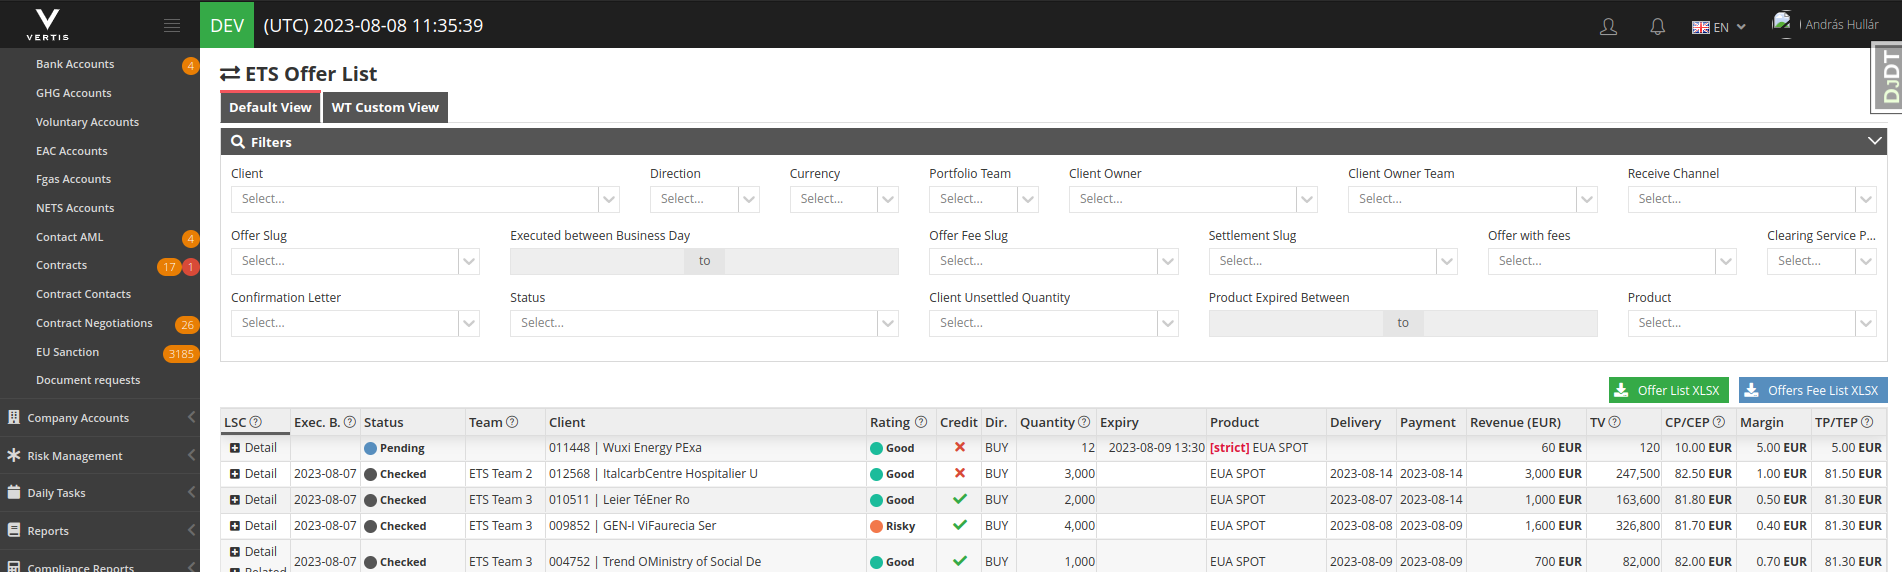 VERTIS
DEV (UTC) 2023-08-08 11:35:39 EN András Hullár
DJDT
Bank Accounts 4
GHG Accounts
Voluntary Accounts
EAC Accounts
Fgas Accounts
NETS Accounts
Contact AML 4
Contracts 17 1
Contract Contacts
Contract Negotiations 26
EU Sanction 3185
Document requests
Company Accounts
Risk Management
Daily Tasks
Reports
Compliance Reports
ETS Offer List
Default View WT Custom View
Filters
Client Direction Currency Portfolio Team Client Owner Client Owner Team Receive Channel
Select... Select... Select... Select... Select... Select... Select...
Offer Slug Executed between Business Day Offer Fee Slug Settlement Slug Offer with fees Clearing Service P...
Select... to Select... Select... Select... Select...
Confirmation Letter Status Client Unsettled Quantity Product Expired Between Product
Select... Select... Select... to Select...
Offer List XLSX Offers Fee List XLSX
LSC Exec. B. Status Team Client Rating Credit Dir. Quantity Expiry Product Delivery Payment Revenue (EUR) TV CP/CEP Margin TP/TEP
Detail Pending 011448 | Wuxi Energy PExa Good BUY 12 2023-08-09 13:30 [strict] EUA SPOT 60 EUR 120 10.00 EUR 5.00 EUR 5.00 EUR
Detail 2023-08-07 Checked ETS Team 2 012568 | ItalcarbCentre Hospitalier U Good BUY 3,000 EUA SPOT 2023-08-14 2023-08-14 3,000 EUR 247,500 82.50 EUR 1.00 EUR 81.50 EUR
Detail 2023-08-07 Checked ETS Team 3 010511 | Leier TéEner Ro Good BUY 2,000 EUA SPOT 2023-08-07 2023-08-14 1,000 EUR 163,600 81.80 EUR 0.50 EUR 81.30 EUR
Detail 2023-08-07 Checked ETS Team 3 009852 | GEN-I ViFaurecia Ser Risky BUY 4,000 EUA SPOT 2023-08-08 2023-08-09 1,600 EUR 326,800 81.70 EUR 0.40 EUR 81.30 EUR
Detail 2023-08-07 Checked ETS Team 3 004752 | Trend OMinistry of Social De Good BUY 1,000 EUA SPOT 2023-08-09 2023-08-09 700 EUR 82,000 82.00 EUR 0.70 EUR 81.30 EUR
Related